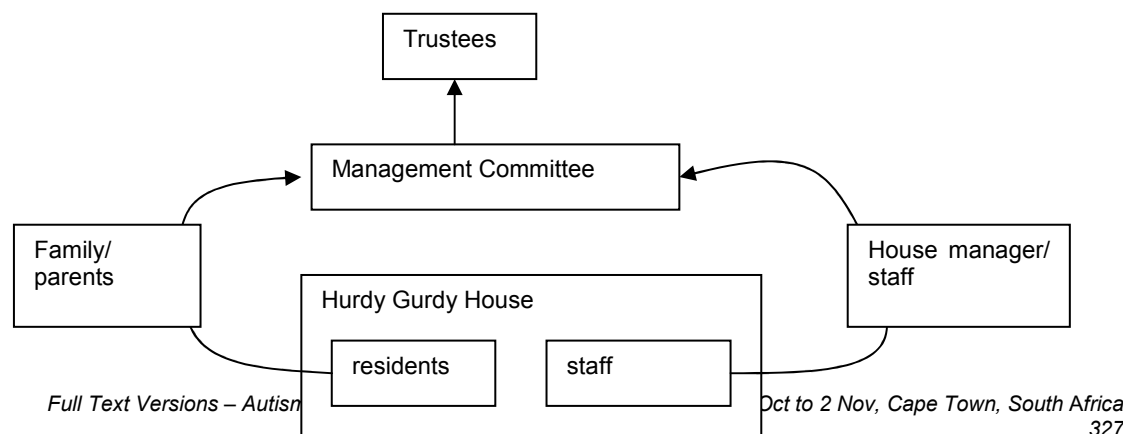 Trustees
Management Committee
Family/
parents
House manager/
staff
Hurdy Gurdy House
residents
staff
Full Text Versions – Autism
Oct to 2 Nov, Cape Town, South Africa
327